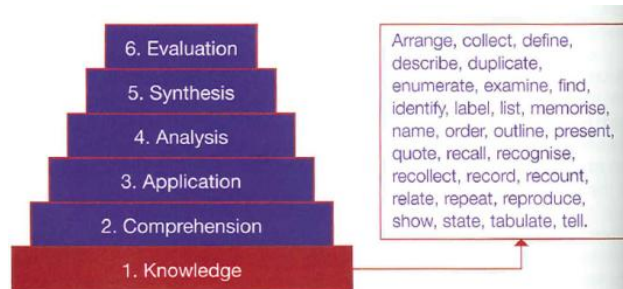 6. Evaluation
5. Synthesis
4. Analysis
3. Application
2. Comprehension
1. Knowledge
Arrange, collect, define,
describe, duplicate,
enumerate, examine, find,
identify, label, list, memorise,
name, order, outline, present,
quote, recall, recognise,
recollect, record, recount,
relate, repeat, reproduce,
show, state, tabulate, tell.